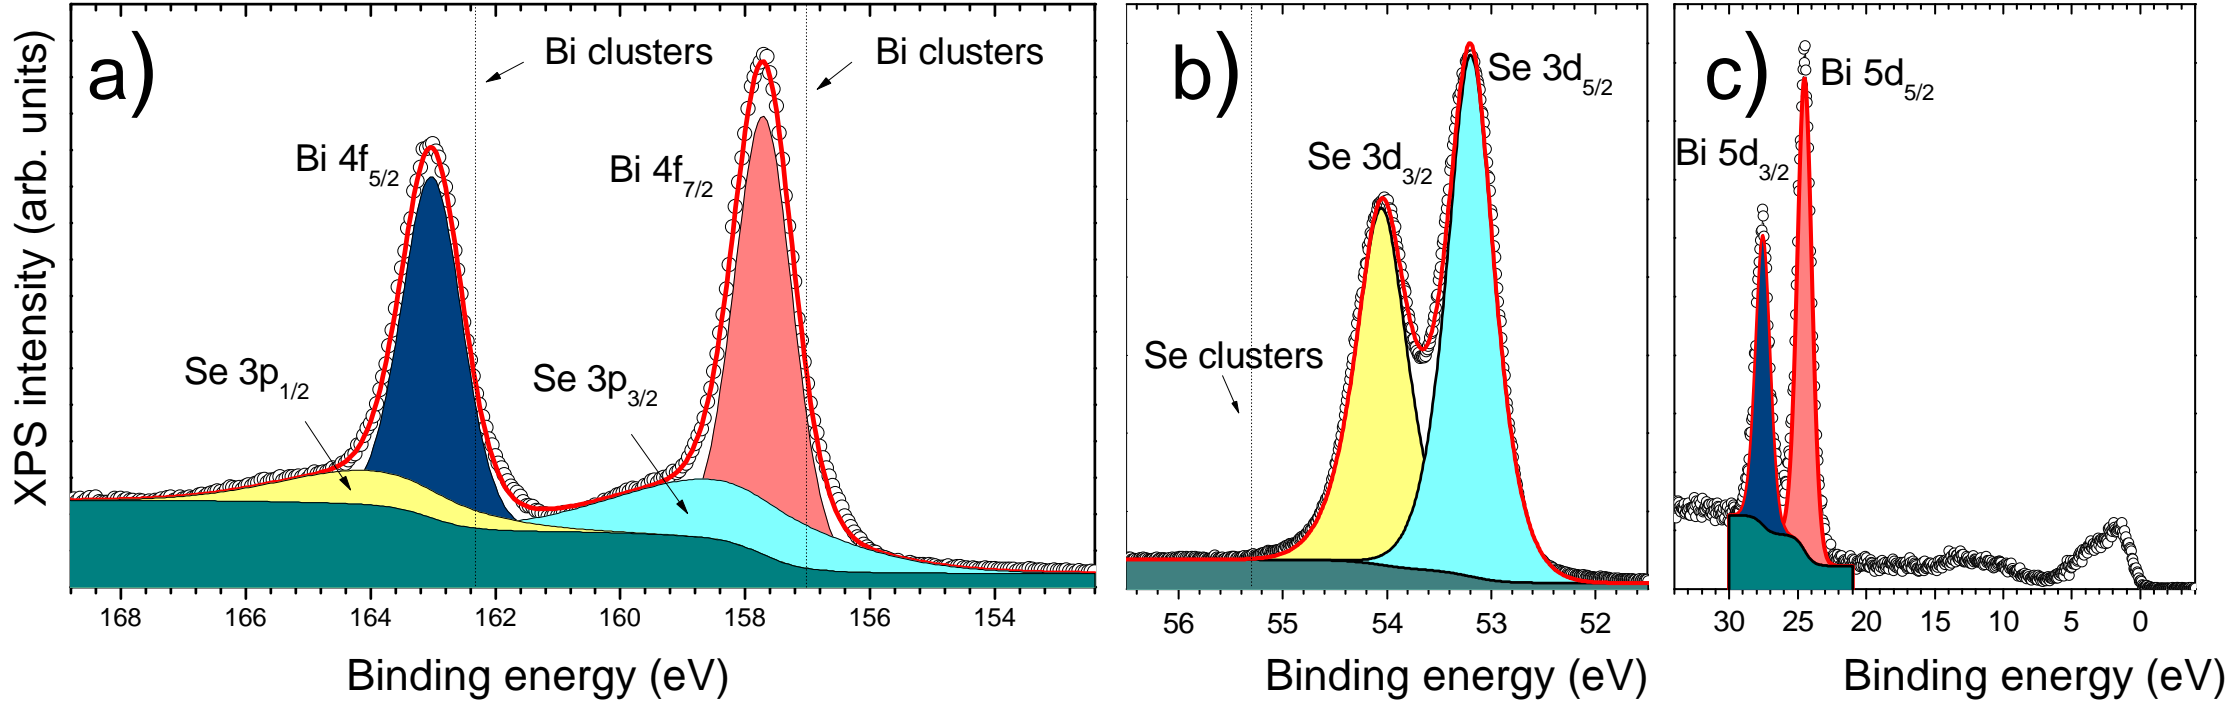 XPS intensity (arb. units)
a)
Bi clusters
Bi clusters
Bi 4f5/2
Bi 4f7/2
Se 3p1/2
Se 3p3/2
168 166 164 162 160 157 156 154
Binding energy (eV)
b)
Se 3d5/2
Se 3d3/2
Se clusters
56 55 54 53 52
Binding energy (eV)
c)
Bi 5d5/2
Bi 5d3/2
30 25 20 15 10 5 0
Binding energy (eV)